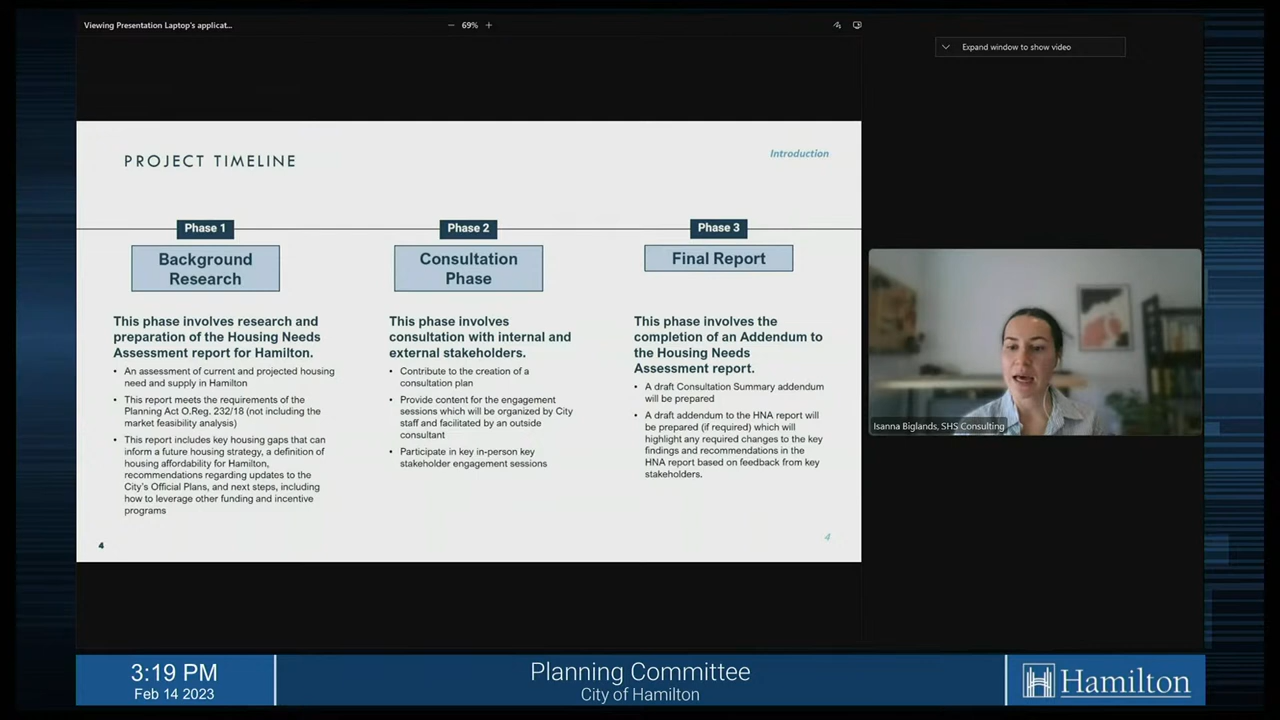 Viewing Presentation Laptop's applicat...
69%
Expand window to show video
PROJECT TIMELINE
Introduction
Phase 1
Background
Research
This phase involves research and
preparation of the Housing Needs
Assessment report for Hamilton.
• An assessment of current and projected housing
need and supply in Hamilton
• This report meets the requirements of the
Planning Act O.Reg. 232/18 (not including the
market feasibility analysis)
• This report includes key housing gaps that can
inform a future housing strategy, a definition of
housing affordability for Hamilton,
recommendations regarding updates to the
City's Official Plans, and next steps, including
how to leverage other funding and incentive
programs
Phase 2
Consultation
Phase
This phase involves
consultation with internal and
external stakeholders.
• Contribute to the creation of a
consultation plan
• Provide content for the engagement
sessions which will be organized by City
staff and facilitated by an outside
consultant
• Participate in key in-person key
stakeholder engagement sessions
Phase 3
Final Report
This phase involves the
completion of an Addendum to
the Housing Needs
Assessment report.
• A draft Consultation Summary addendum
will be prepared
• A draft addendum to the HNA report will
be prepared (if required) which will
highlight any required changes to the key
findings and recommendations in the
HNA report based on feedback from key
stakeholders.
4
4
Isanna Biglands, SHS Consulting
3:19 PM
Feb 14 2023
Planning Committee
City of Hamilton
Hamilton